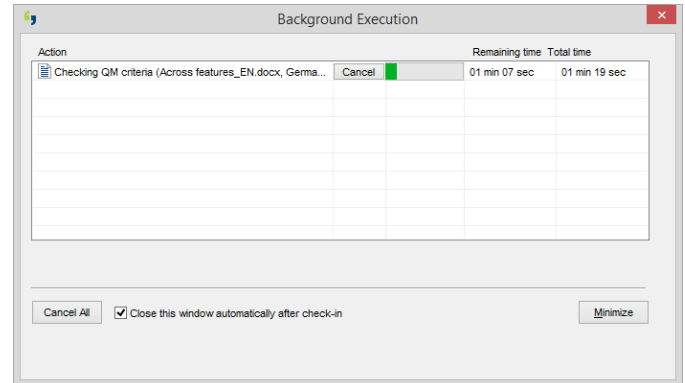 Background Execution
Action Remaining time Total time
Checking QM criteria (Across features_EN.docx, Germa... Cancel 01 min 07 sec 01 min 19 sec
Cancel All Close this window automatically after check-in Minimize